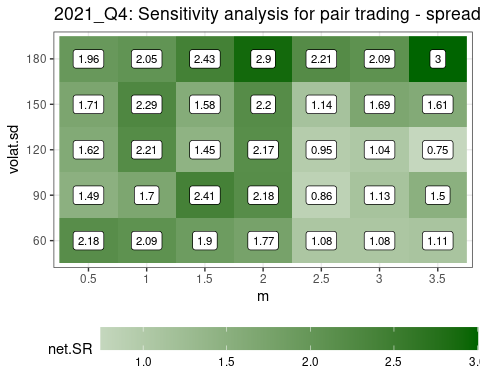 2021_Q4: Sensitivity analysis for pair trading - spread
volat.sd
180 1.96 2.05 2.43 2.9 2.21 2.09 3
150 1.71 2.29 1.58 2.2 1.14 1.69 1.61
120 1.62 2.21 1.45 2.17 0.95 1.04 0.75
90 1.49 1.7 2.41 2.18 0.86 1.13 1.5
60 2.18 2.09 1.9 1.77 1.08 1.08 1.11
0.5 1 1.5 2 2.5 3 3.5
m
net.SR
1.0 1.5 2.0 2.5 3.